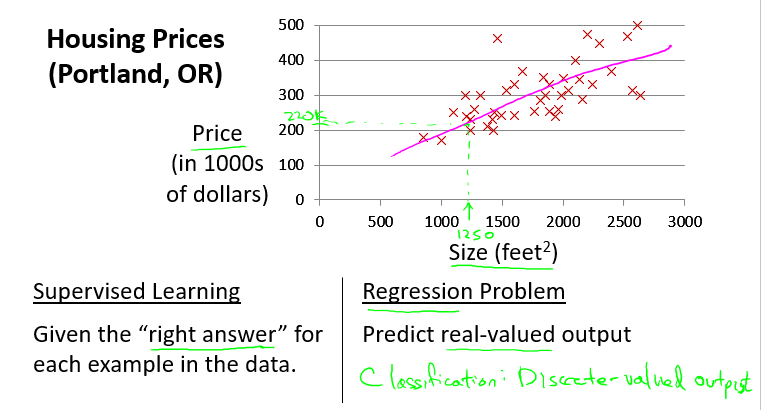 Housing Prices
(Portland, OR)
Price
(in 1000s
of dollars)
500
400
300
220k
200
100
0
0 500 1000 1500 2000 2500 3000
1250
Size (feet²)
Supervised Learning
Given the “right answer” for
each example in the data.
Regression Problem
Predict real-valued output
Classification: Discrete-valued output